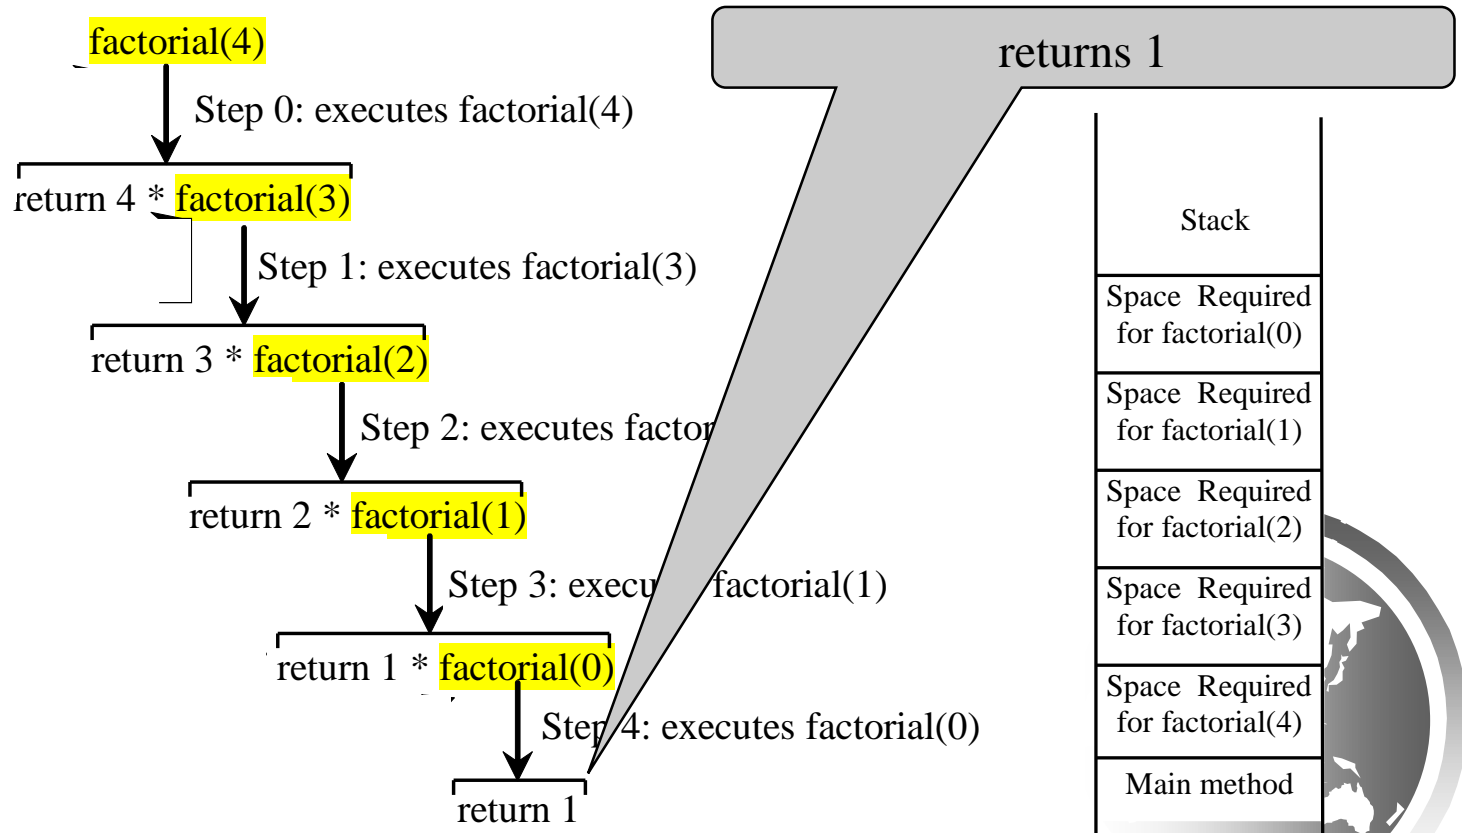 factorial(4)
returns 1
Step 0: executes factorial(4)
return 4 * factorial(3)
Step 1: executes factorial(3)
return 3 * factorial(2)
Step 2: executes factor
return 2 * factorial(1)
Step 3: execu factorial(1)
return 1 * factorial(0)
Step 4: executes factorial(0)
return 1
Stack
Space Required
for factorial(0)
Space Required
for factorial(1)
Space Required
for factorial(2)
Space Required
for factorial(3)
Space Required
for factorial(4)
Main method